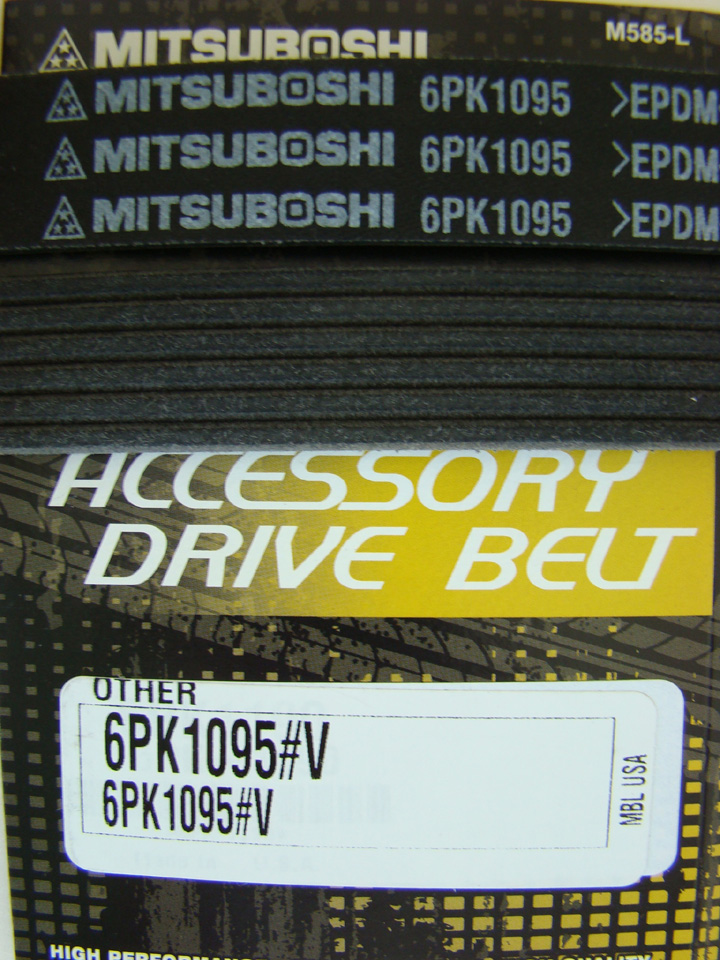 MITSUBOSHI M585-L
MITSUBOSHI 6PK1095 >EPDM
MITSUBOSHI 6PK1095 >EPDM
MITSUBOSHI 6PK1095 >EPDM
ACCESSORY
DRIVE BELT
OTHER
6PK1095#V
6PK1095#V
MBL USA
HIGH